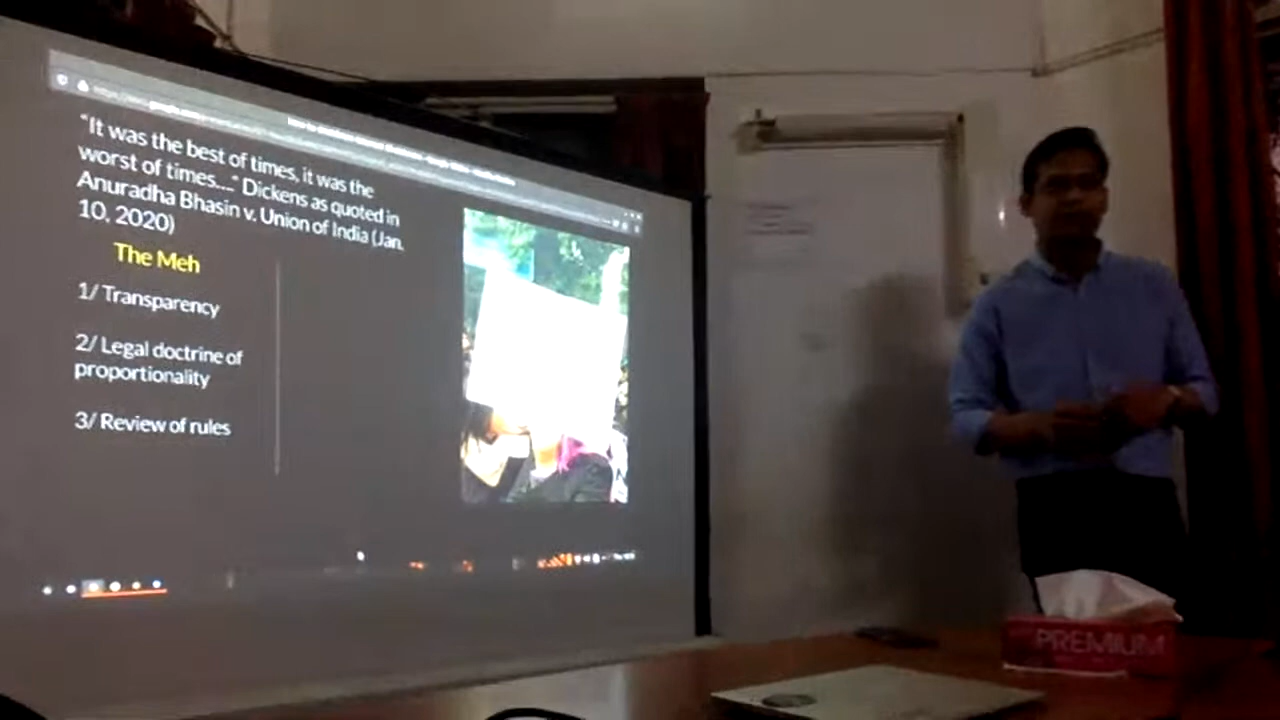 "It was the best of times, it was the
worst of times...." Dickens as quoted in
Anuradha Bhasin v. Union of India (Jan.
10, 2020)
The Meh
1/ Transparency
2/ Legal doctrine of
proportionality
3/ Review of rules
PREMIUM